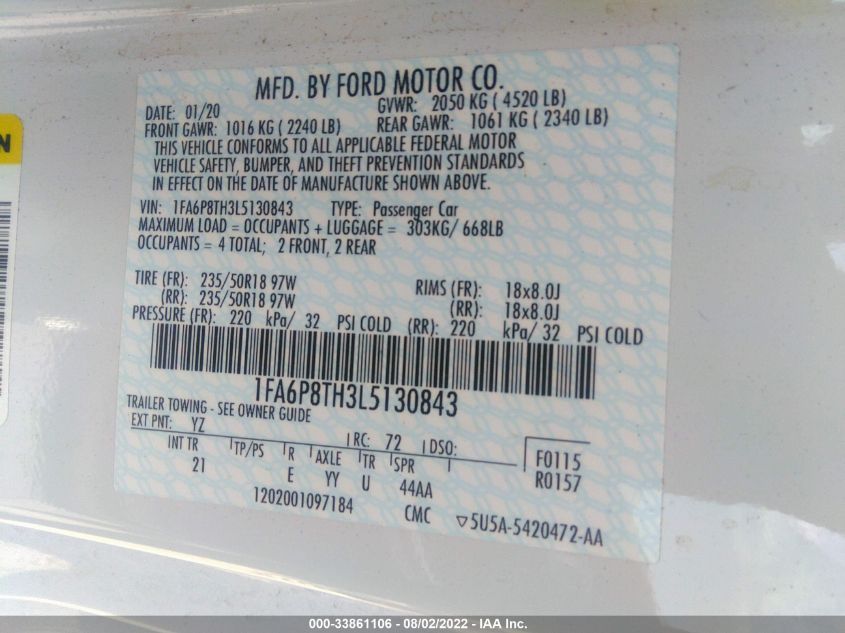 N
MFD. BY FORD MOTOR CO.
DATE: 01/20 GVWR: 2050 KG ( 4520 LB)
FRONT GAWR: 1016 KG ( 2240 LB) REAR GAWR: 1061 KG ( 2340 LB)
THIS VEHICLE CONFORMS TO ALL APPLICABLE FEDERAL MOTOR
VEHICLE SAFETY, BUMPER, AND THEFT PREVENTION STANDARDS
IN EFFECT ON THE DATE OF MANUFACTURE SHOWN ABOVE.
VIN: 1FA6P8TH3L5130843 TYPE: Passenger Car
MAXIMUM LOAD = OCCUPANTS + LUGGAGE = 303KG/ 668LB
OCCUPANTS = 4 TOTAL; 2 FRONT, 2 REAR
TIRE (FR): 235/50R18 97W RIMS (FR): 18x8.0J
(RR): 235/50R18 97W (RR): 18x8.0J
PRESSURE (FR): 220 kPa/ 32 PSI COLD (RR): 220 kPa/ 32 PSI COLD
1FA6P8TH3L5130843
TRAILER TOWING - SEE OWNER GUIDE
EXT PNT: YZ RC: 72 DSO: F0115
INT TR TP/PS R AXLE TR SPR R0157
21 E YY U 44AA
1202001097184 CMC ▽5U5A-5420472-AA
000-33861106 - 08/02/2022 - IAA Inc.